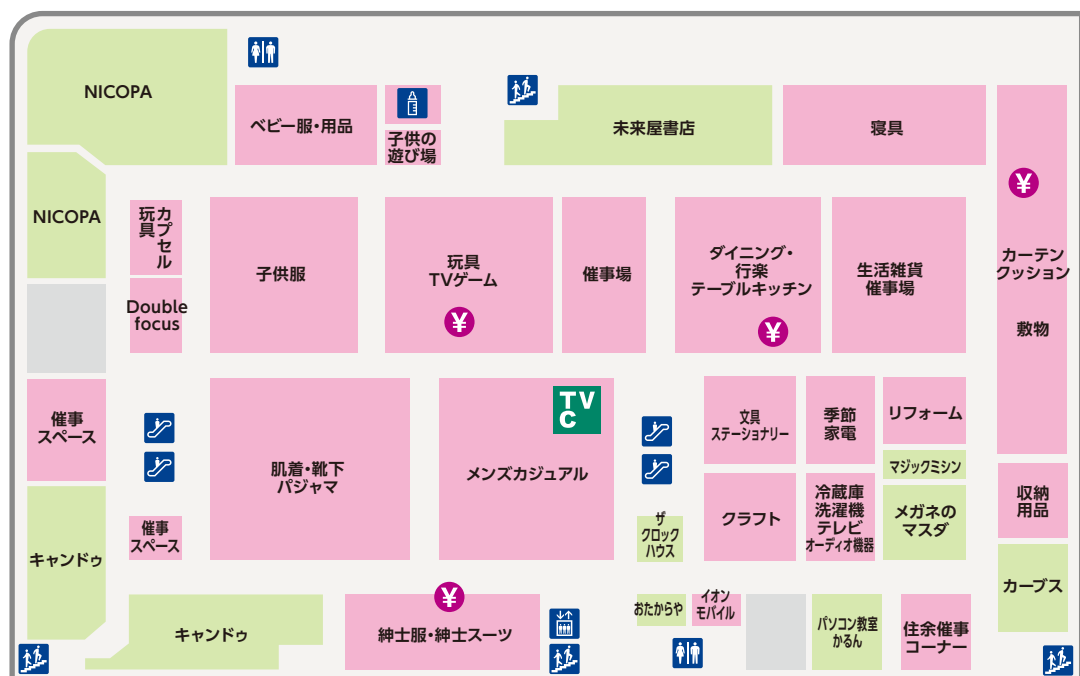 NICOPA
ベビー服・用品
子供の
遊び場
未来屋書店
寝具
NICOPA
カプセル
玩具
Double
focus
子供服
玩具
TVゲーム
¥
催事場
ダイニング・
行楽
テーブルキッチン
¥
生活雑貨
催事場
¥
カーテン
クッション
敷物
催事
スペース
肌着・靴下
パジャマ
メンズカジュアル
TV
C
文具
ステーショナリー
季節
家電
リフォーム
マジックミシン
収納
用品
キャンドゥ
催事
スペース
ザ
クロック
ハウス
クラフト
冷蔵庫
洗濯機
テレビ
オーディオ機器
メガネの
マスダ
カーブス
キャンドゥ
¥
紳士服・紳士スーツ
おたからや
イオン
モバイル
パソコン教室
かるん
住余催事
コーナー